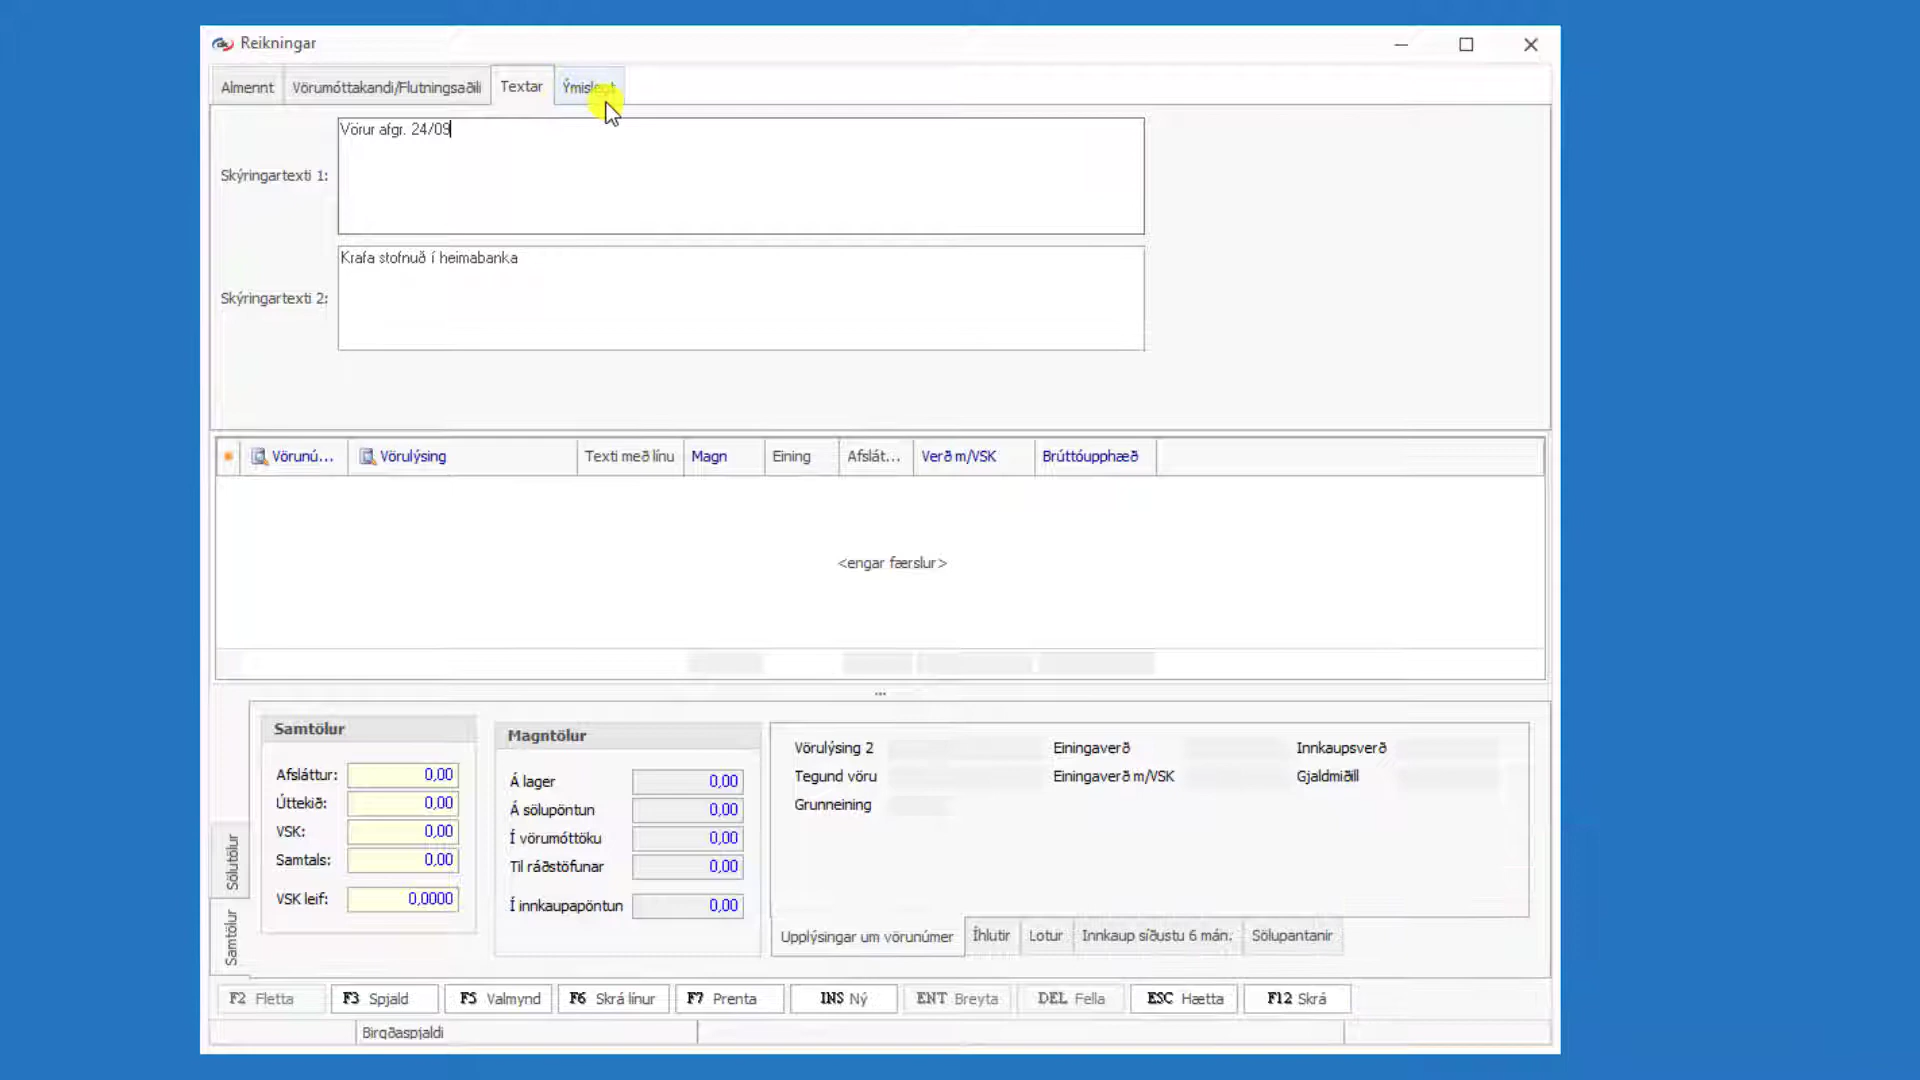 Reikningar
Almennt Vörumóttakandi/Flutningsaðili Textar Ýmislegt
Vörur afgr. 24/09
Skýringartexti 1:
Krafa stofnuð í heimabanka
Skýringartexti 2:
Vörunú... Vörulýsing Texti með línu Magn Eining Afslát... Verð m/VSK Brúttóupphæð
<engar færslur>
...
Samtölur
Afsláttur: 0,00
Úttekið: 0,00
VSK: 0,00
Samtals: 0,00
VSK leif: 0,0000
Magntölur
Á lager 0,00
Á sölupöntun 0,00
Í vörumóttöku 0,00
Til ráðstöfunar 0,00
Í innkaupapöntun 0,00
Vörulýsing 2 Einingaverð Innkaupsverð
Tegund vöru Einingaverð m/VSK Gjaldmiðill
Grunneining
Upplýsingar um vörunúmer Íhlutir Lotur Innkaup síðustu 6 mán. Sölupantanir
Sölutölur
Samtölur
F2 Fletta F3 Spjald F5 Valmynd F6 Skrá línur F7 Prenta INS Ný ENT Breyta DEL Fella ESC Hætta F12 Skrá
Birgðaspjaldi